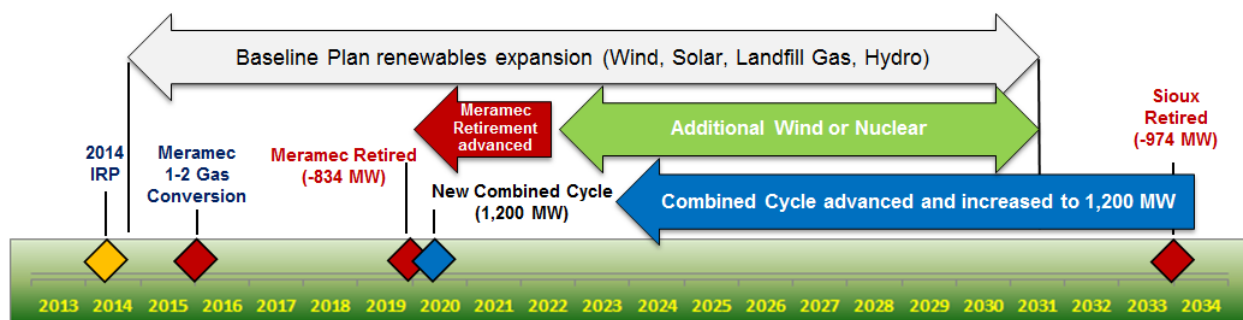 Baseline Plan renewables expansion (Wind, Solar, Landfill Gas, Hydro)
Meramec
Retirement
advanced
Additional Wind or Nuclear
Sioux
Retired
(-974 MW)
2014
IRP
Meramec
1-2 Gas
Conversion
Meramec Retired
(-834 MW)
New Combined Cycle
(1,200 MW)
Combined Cycle advanced and increased to 1,200 MW
2013 2014 2015 2016 2017 2018 2019 2020 2021 2022 2023 2024 2025 2026 2027 2028 2029 2030 2031 2032 2033 2034